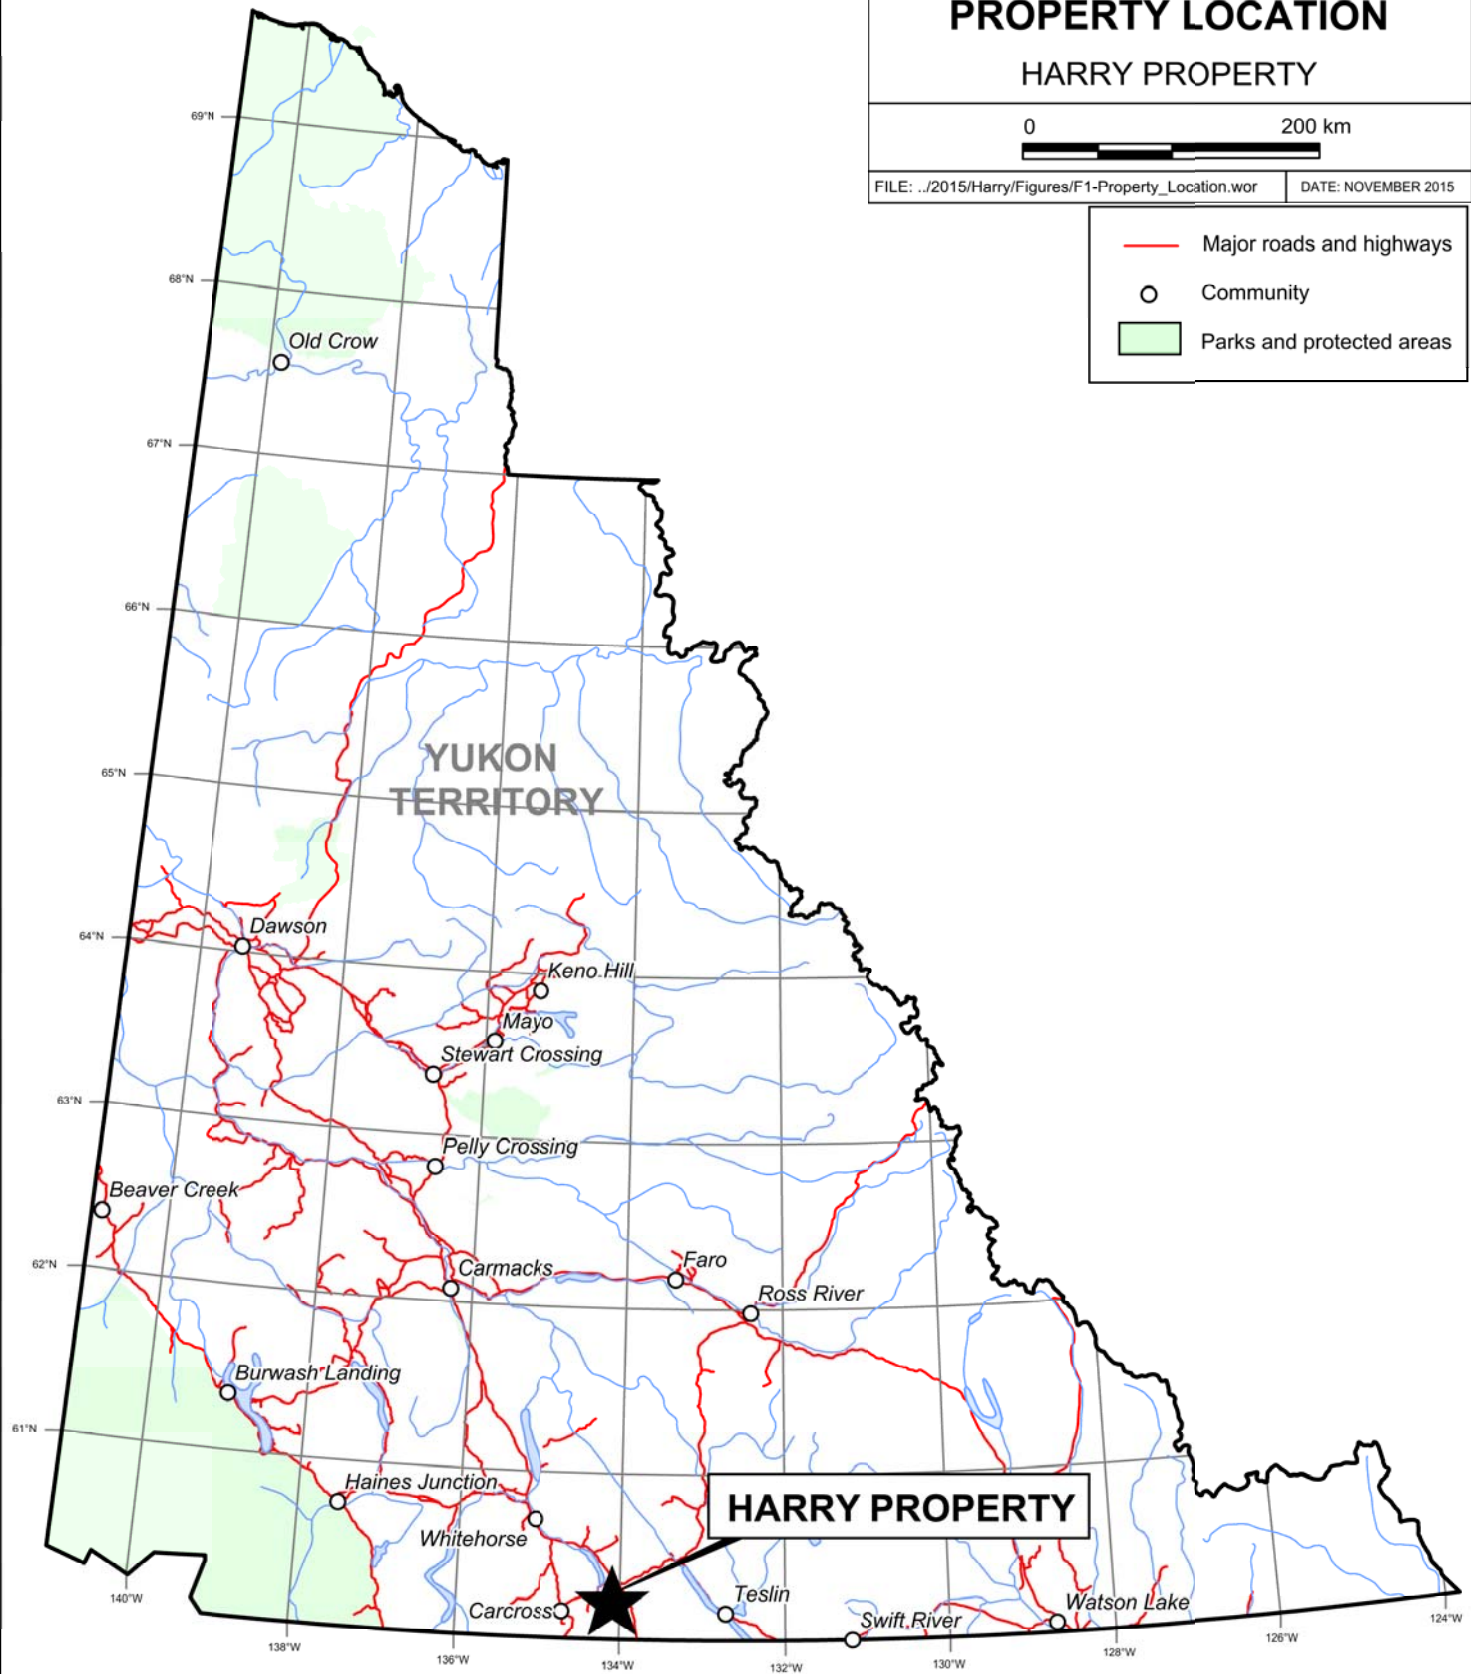 PROPERTY LOCATION
HARRY PROPERTY
0 200 km
FILE: ../2015/Harry/Figures/F1-Property_Location.wor DATE: NOVEMBER 2015
Major roads and highways
Community
Parks and protected areas
69°N
68°N
Old Crow
67°N
66°N
YUKON
TERRITORY
65°N
Dawson
64°N
Keno Hill
Mayo
Stewart Crossing
63°N
Pelly Crossing
Beaver Creek
62°N
Carmacks
Faro
Ross River
Burwash Landing
61°N
Haines Junction
HARRY PROPERTY
Whitehorse
140°W
Carcross
Teslin
Swift River
Watson Lake
124°W
138°W
136°W
134°W
132°W
130°W
128°W
126°W